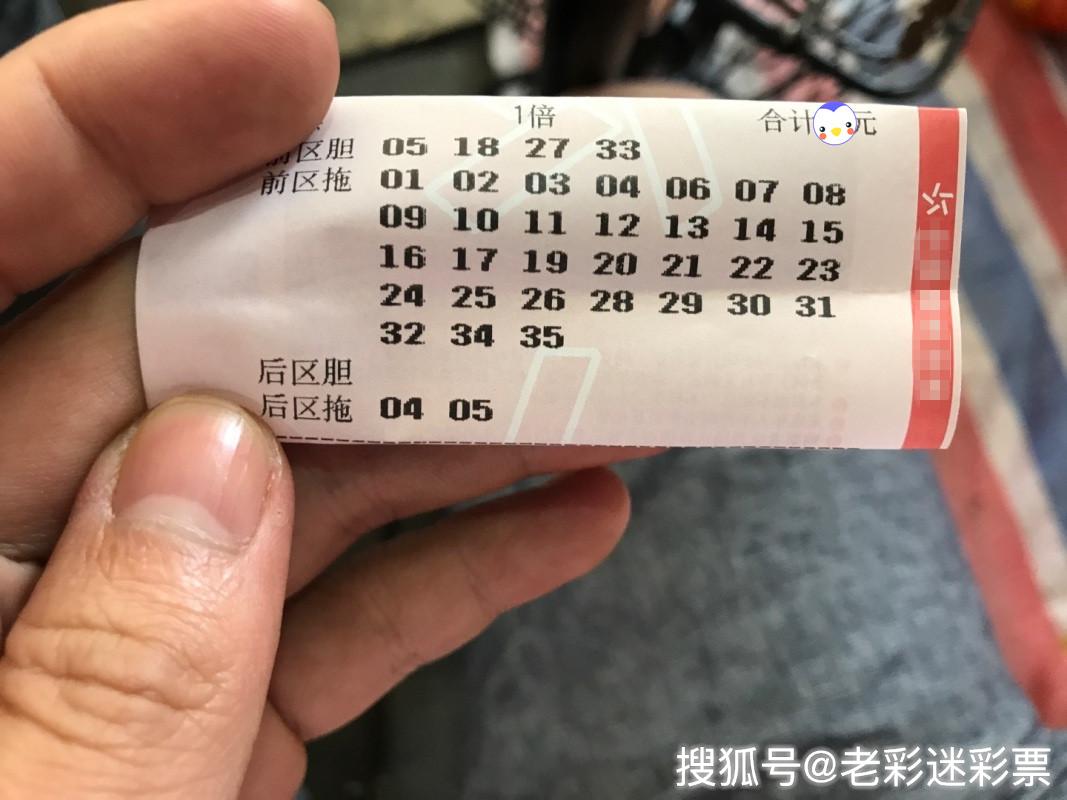 1倍 合计 元
前区胆 05 18 27 33
前区拖 01 02 03 04 06 07 08
09 10 11 12 13 14 15
16 17 19 20 21 22 23
24 25 26 28 29 30 31
32 34 35
后区胆
后区拖 04 05
搜狐号@老彩迷彩票